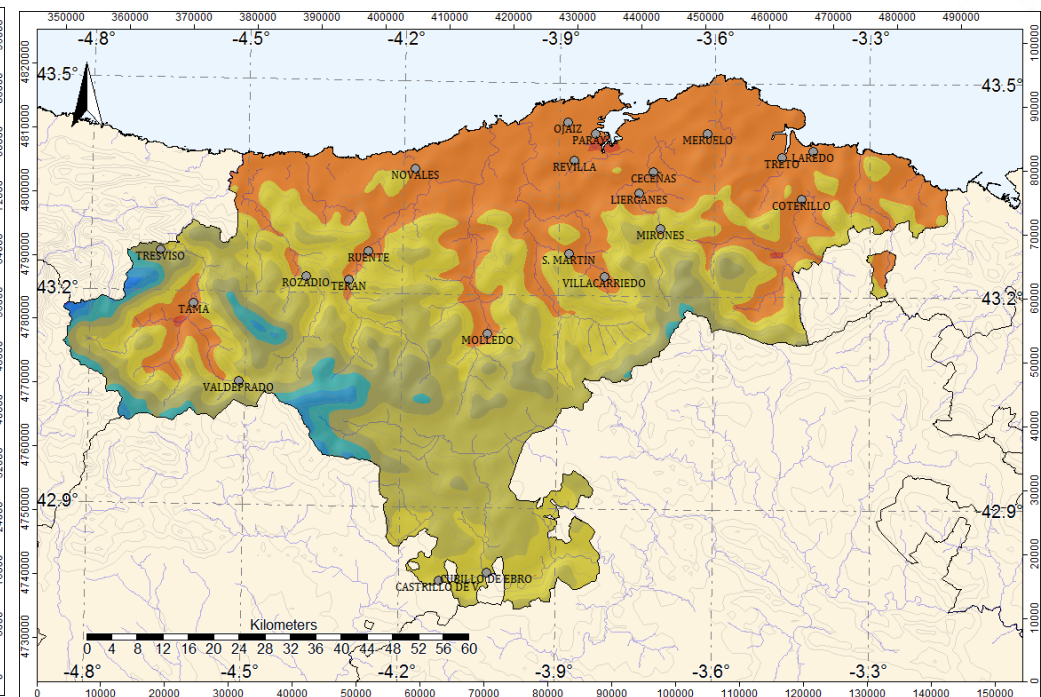 350000 360000 370000 380000 390000 400000 410000 420000 430000 440000 450000 460000 470000 480000 490000
-4.8° -4.5° -4.2° -3.9° -3.6° -3.3°
43.5° 43.5°
43.2° 43.2°
42.9° 42.9°
4820000
4810000
4800000
4790000
4780000
4770000
4760000
4750000
4740000
4730000
100000
90000
80000
70000
60000
50000
40000
30000
20000
10000
0
OJAIZ
PARAYAS
MERUELO
REVILLA
TRETO
LAREDO
NOVALES
CECEÑAS
LIERGANES
COTERILLO
MIRONES
TRESVISO
RUENTE
S. MARTIN
ROZADIO
TERAN
VILLACARRIEDO
TAMA
MOLLEDO
VALDEPRADO
CUBILLO DE EBRO
CASTRILLO DE V
Kilometers
0 4 8 12 16 20 24 28 32 36 40 44 48 52 56 60
-4.8° -4.5° -4.2° -3.9° -3.6° -3.3°
0 10000 20000 30000 40000 50000 60000 70000 80000 90000 100000 110000 120000 130000 140000 150000